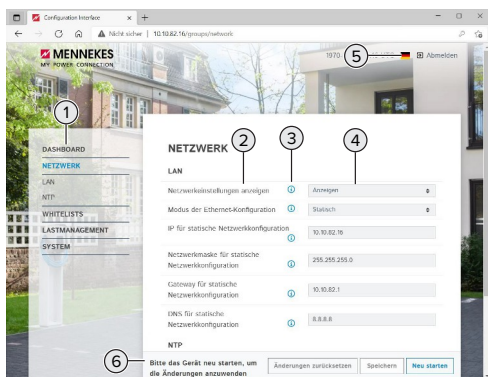 Configuration Interface
Nicht sicher | 10.10.82.16/groups/network
MENNEKES
MY POWER CONNECTION
1970-
5
Abmelden
1
DASHBOARD
NETZWERK
LAN
NTP
WHITELISTS
LASTMANAGEMENT
SYSTEM
NETZWERK
2
3
4
LAN
Netzwerkeinstellungen anzeigen
Anzeigen
Modus der Ethernet-Konfiguration
Statisch
IP für statische Netzwerkkonfiguration
10.10.82.16
Netzwerkmaske für statische
Netzwerkkonfiguration
255.255.255.0
Gateway für statische
Netzwerkkonfiguration
10.10.82.1
DNS für statische
Netzwerkkonfiguration
8.8.8.8
NTP
6
Bitte das Gerät neu starten, um
die Änderungen anzuwenden
Änderungen zurücksetzen
Speichern
Neu starten